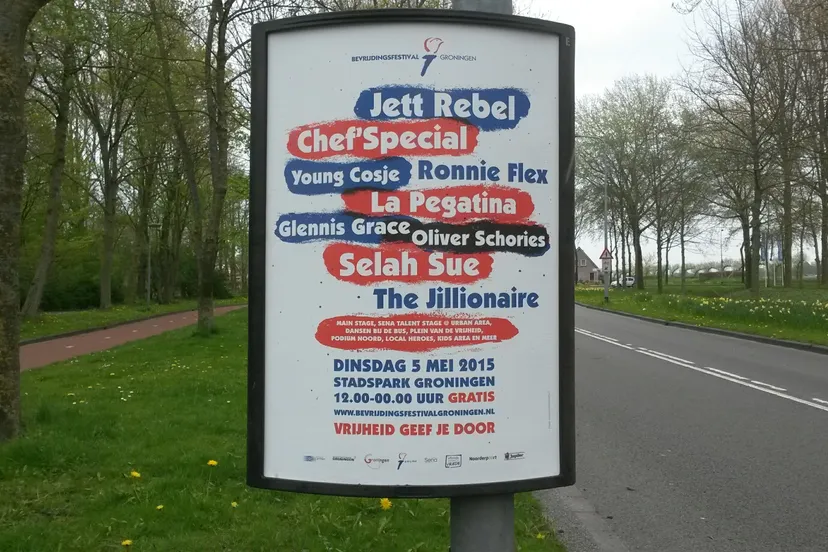 BEVRIJDINGSFESTIVAL GRONINGEN
Jett Rebel
Chef'Special
Young Cosje Ronnie Flex
La Pegatina
Glennis Grace Oliver Schories
Selah Sue
The Jillionaire
MAIN STAGE, SENA TALENT STAGE @ URBAN AREA,
DANSEN BIJ DE BUS, PLEIN VAN DE VRIJHEID,
PODIUM NOORD, LOCAL HEROES, KIDS AREA EN MEER
DINSDAG 5 MEI 2015
STADSPARK GRONINGEN
12.00-00.00 UUR GRATIS
WWW.BEVRIJDINGSFESTIVALGRONINGEN.NL
VRIJHEID GEEF JE DOOR
Groningen Sena Noorderpoort